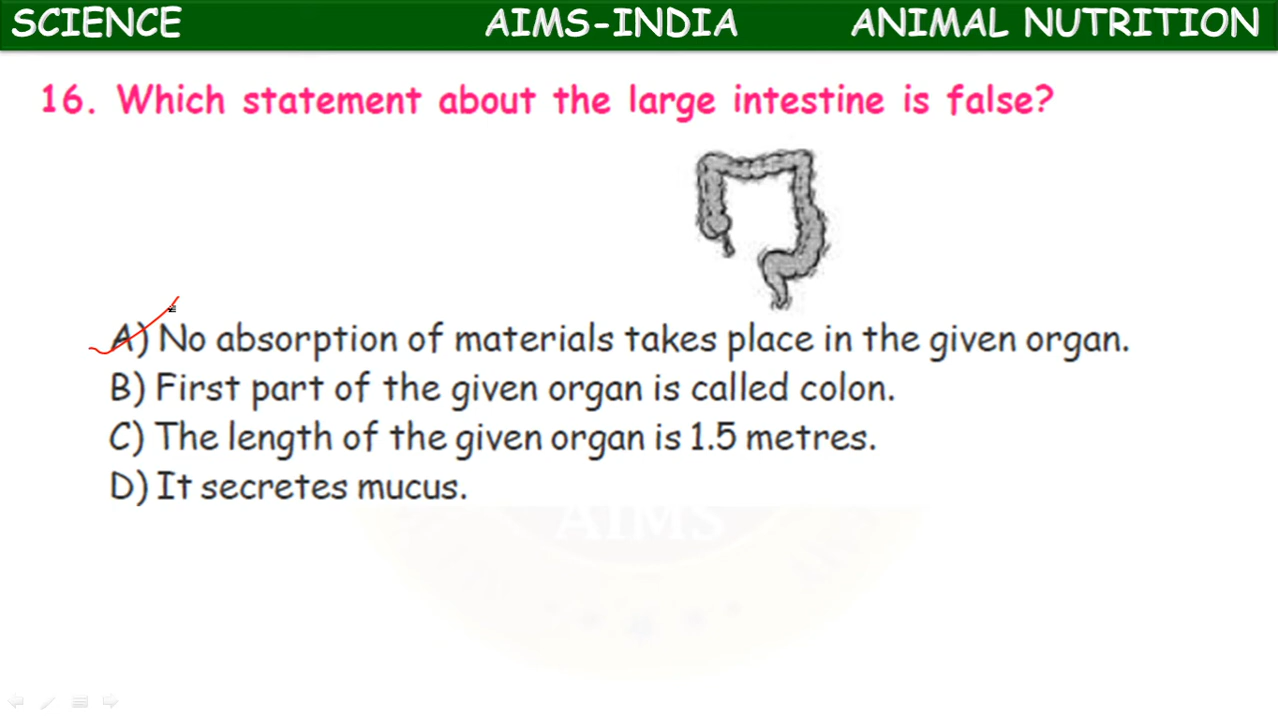 SCIENCE AIMS-INDIA ANIMAL NUTRITION
16. Which statement about the large intestine is false?
A) No absorption of materials takes place in the given organ.
B) First part of the given organ is called colon.
C) The length of the given organ is 1.5 metres.
D) It secretes mucus.
AIMS